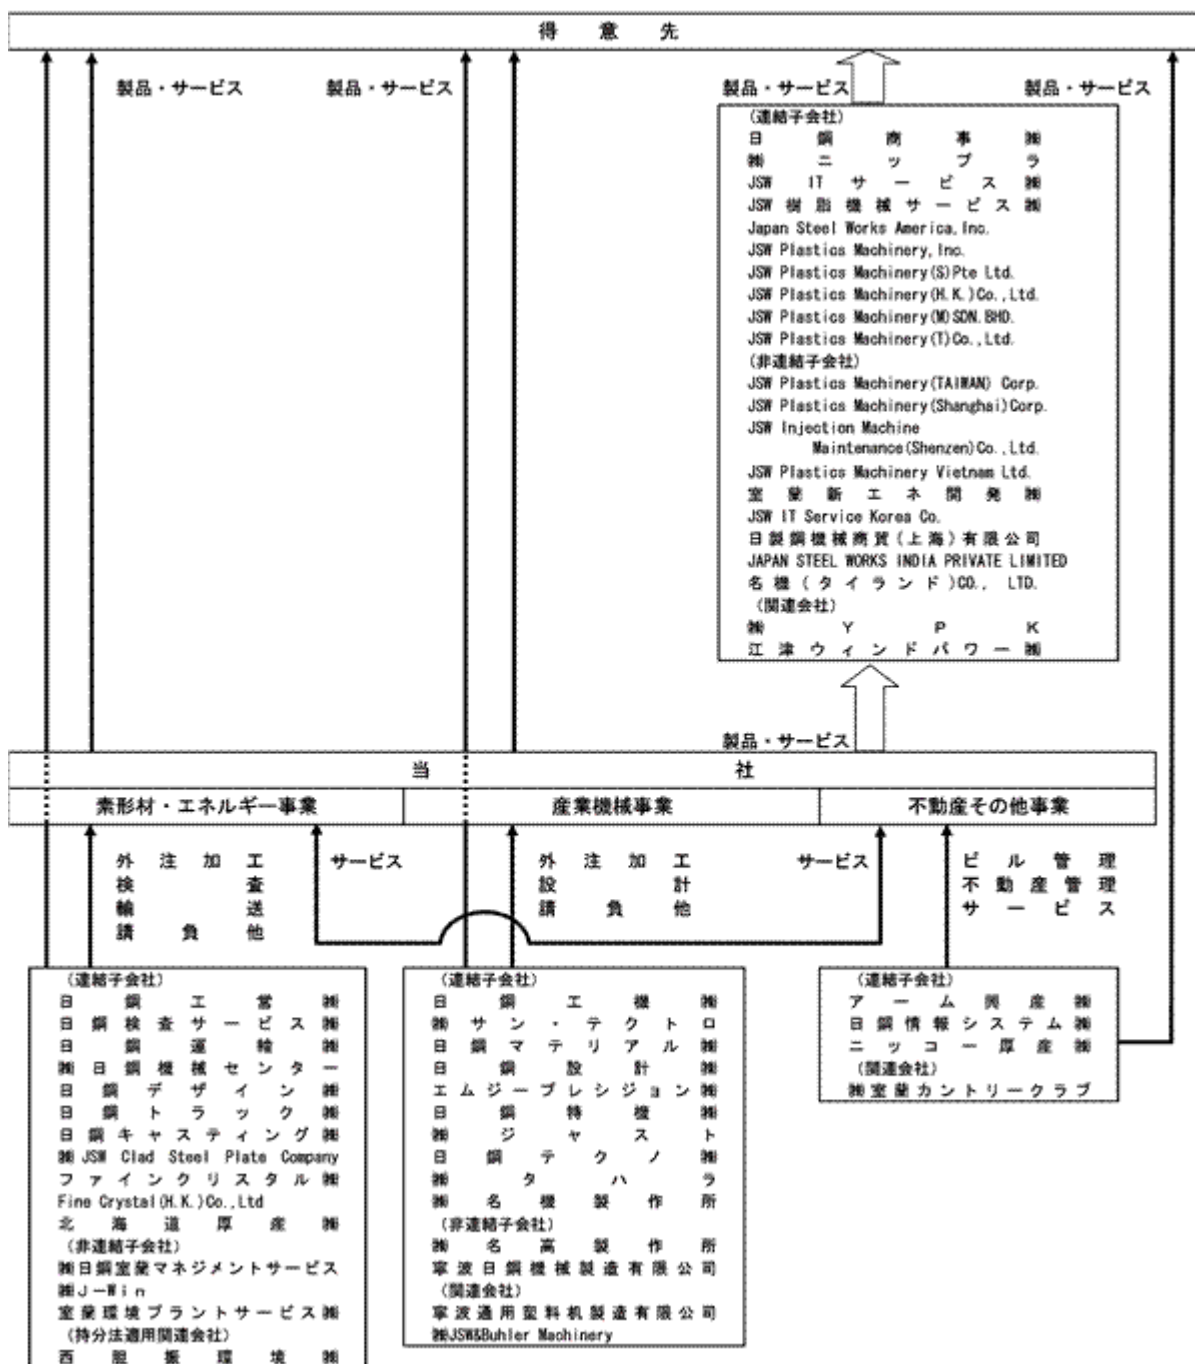 得意先
製品・サービス
製品・サービス
製品・サービス
製品・サービス
(連結子会社)
日鋼商事㈱
㈱ニップラ
JSW ITサービス㈱
JSW樹脂機械サービス㈱
Japan Steel Works America,Inc.
JSW Plastics Machinery,Inc.
JSW Plastics Machinery(S)Pte Ltd.
JSW Plastics Machinery(H.K.)Co.,Ltd.
JSW Plastics Machinery(M)SDN.BHD.
JSW Plastics Machinery(T)Co.,Ltd.
(非連結子会社)
JSW Plastics Machinery(TAIWAN) Corp.
JSW Plastics Machinery(Shanghai)Corp.
JSW Injection Machine
Maintenance(Shenzen)Co.,Ltd.
JSW Plastics Machinery Vietnam Ltd.
室蘭新エネ開発㈱
JSW IT Service Korea Co.
日製鋼機械商貿(上海)有限公司
JAPAN STEEL WORKS INDIA PRIVATE LIMITED
名機(タイランド)CO., LTD.
(関連会社)
㈱YPK
江津ウィンドパワー㈱
製品・サービス
当社
素形材・エネルギー事業
産業機械事業
不動産その他事業
外注加工
検査
輸送
請負他
サービス
外注加工
設計
請負他
サービス
ビル管理
不動産管理
サービス
(連結子会社)
日鋼工営㈱
日鋼検査サービス㈱
日鋼運輸㈱
㈱日鋼機械センター
日鋼デザイン㈱
日鋼トラック㈱
日鋼キャスティング㈱
㈱JSW Clad Steel Plate Company
ファインクリスタル㈱
Fine Crystal(H.K.)Co.,Ltd
北海道厚産㈱
(非連結子会社)
㈱日鋼室蘭マネジメントサービス
㈱J-Win
室蘭環境プラントサービス㈱
(持分法適用関連会社)
西胆振環境㈱
(連結子会社)
日鋼工機㈱
㈱サン・テクトロ
日鋼マテリアル㈱
日鋼設計㈱
エムジープレシジョン㈱
日鋼特機㈱
㈱ジャスト
日鋼テクノ㈱
㈱タハラ
㈱名機製作所
(非連結子会社)
㈱名高製作所
寧波日鋼機械製造有限公司
(関連会社)
寧波通用塑料机製造有限公司
㈱JSW&Buhler Machinery
(連結子会社)
アーム興産㈱
日鋼情報システム㈱
ニッコー厚産㈱
(関連会社)
㈱室蘭カントリークラブ